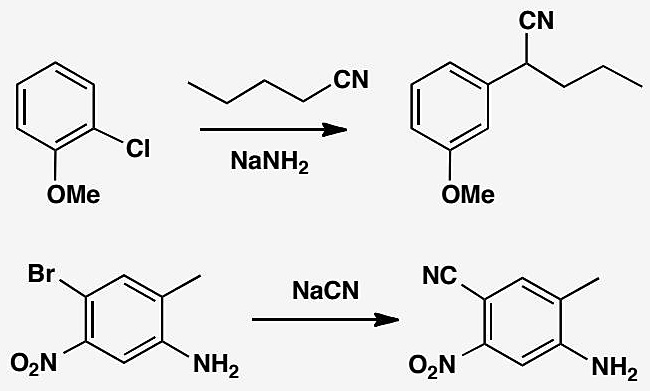 CN
CN
Cl
NaNH₂
OMe
OMe
Br
NaCN
NC
O₂N
NH₂
O₂N
NH₂